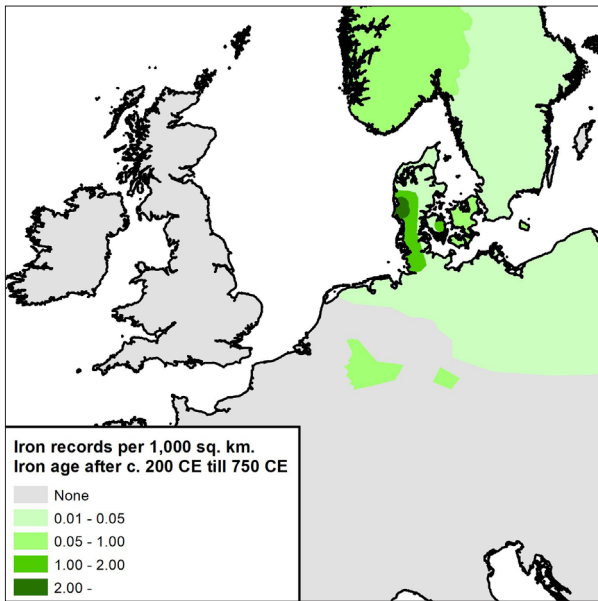 Iron records per 1,000 sq. km.
Iron age after c. 200 CE till 750 CE
None
0.01 - 0.05
0.05 - 1.00
1.00 - 2.00
2.00 -